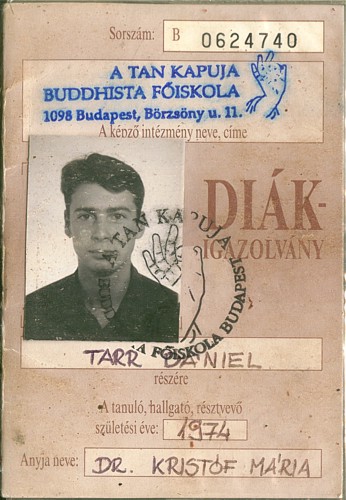 Sorszám: B 0624740
A TAN KAPUJA
BUDDHISTA FŐISKOLA
1098 Budapest, Börzsöny u. 11.
A képző intézmény neve, címe
DIÁK-
IGAZOLVÁNY
A TAN KAPUJA
A FŐISKOLA BUDAPEST
TARR DÁNIEL
részére
A tanuló, hallgató, résztvevő
születési éve: 1974
Anyja neve: DR. KRISTÓF MÁRIA